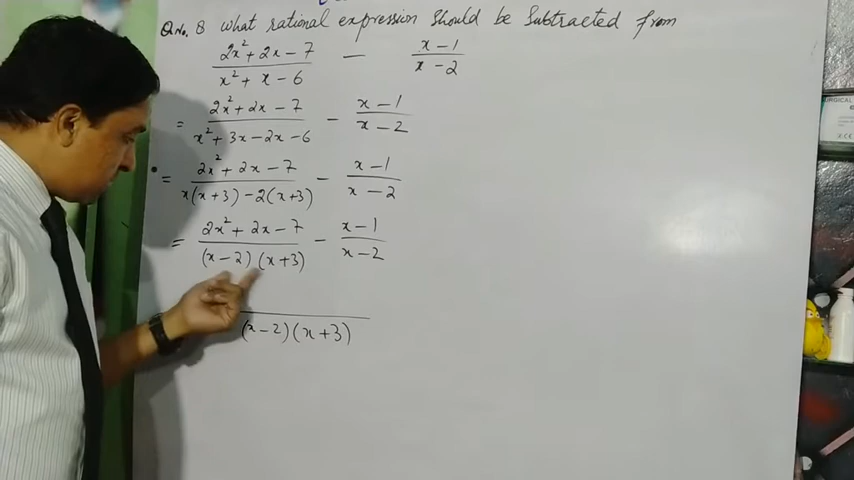 QNo. 8 what rational expression should be subtracted from
2x² + 2x - 7 / x² + x - 6 — x - 1 / x - 2
= 2x² + 2x - 7 / x² + 3x - 2x - 6 - x - 1 / x - 2
= 2x² + 2x - 7 / x(x+3) - 2(x+3) - x - 1 / x - 2
= 2x² + 2x - 7 / (x - 2)(x+3) - x - 1 / x - 2
(x - 2)(x + 3)
SURGICAL